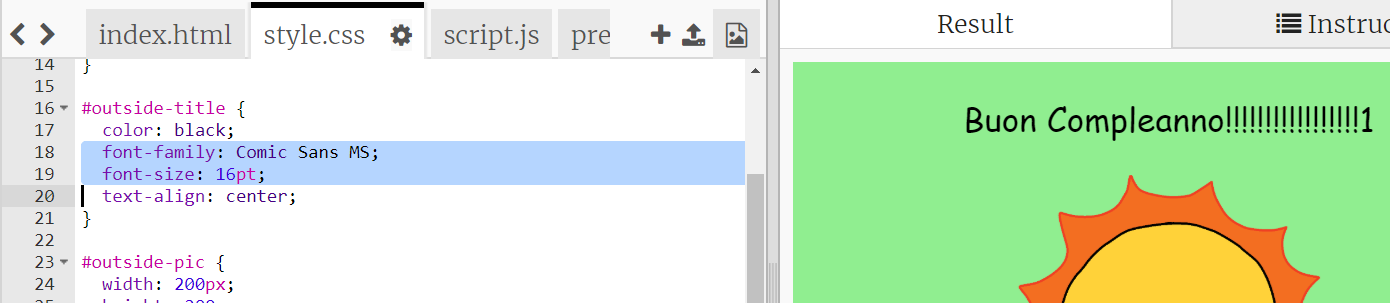 index.html style.css script.js pre
Result
Instruc
14 }
15
16 #outside-title {
17 color: black;
18 font-family: Comic Sans MS;
19 font-size: 16pt;
20 text-align: center;
21 }
22
23 #outside-pic {
24 width: 200px;
Buon Compleanno!!!!!!!!!!!!!!!!!1